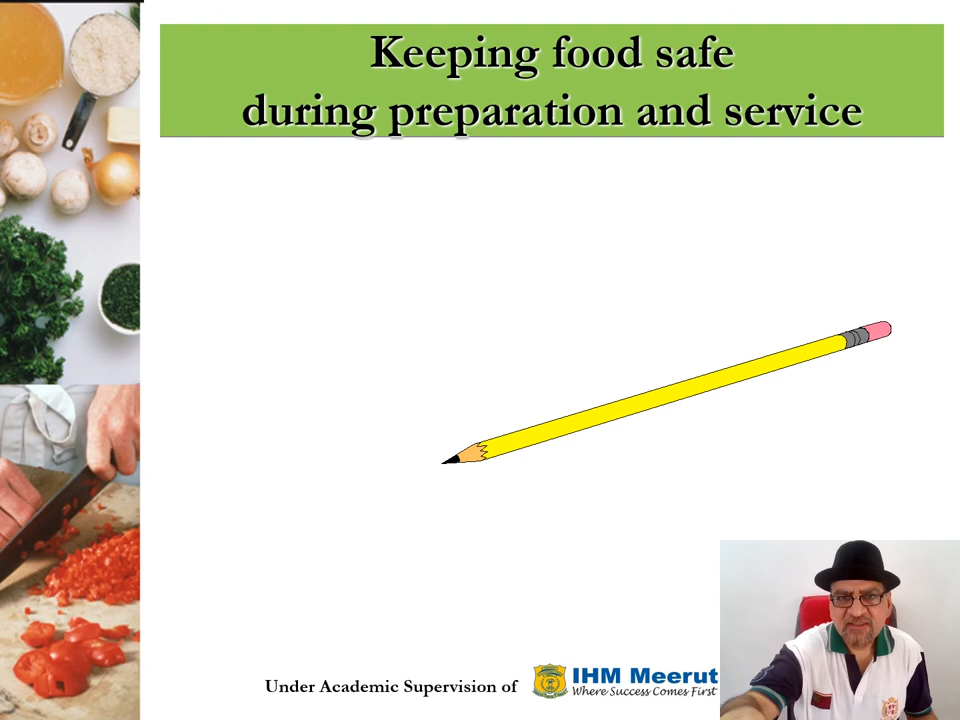 Keeping food safe
during preparation and service
Under Academic Supervision of
IHM Meerut
Where Success Comes First